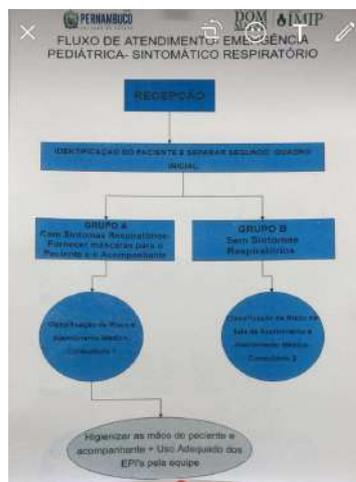 PERNAMBUCO
DOM
IMIP
FLUXO DE ATENDIMENTO- EMERGÊNCIA
PEDIÁTRICA- SINTOMÁTICO RESPIRATÓRIO
RECEPÇÃO
IDENTIFICAÇÃO DO PACIENTE E SEPARAR SEGUNDO QUADRO
INICIAL
GRUPO A
Com Sintomas Respiratórios-
Fornecer máscaras para o
Paciente e o Acompanhante
GRUPO B
Sem Sintomas
Respiratórios
Classificação de Risco e
Atendimento Médico-
Consultório 1
Classificação de Risco na
Sala de Acolhimento e
Atendimento Médico-
Consultório 2
Higienizar as mãos do paciente e
acompanhante + Uso Adequado dos
EPI's pela equipe